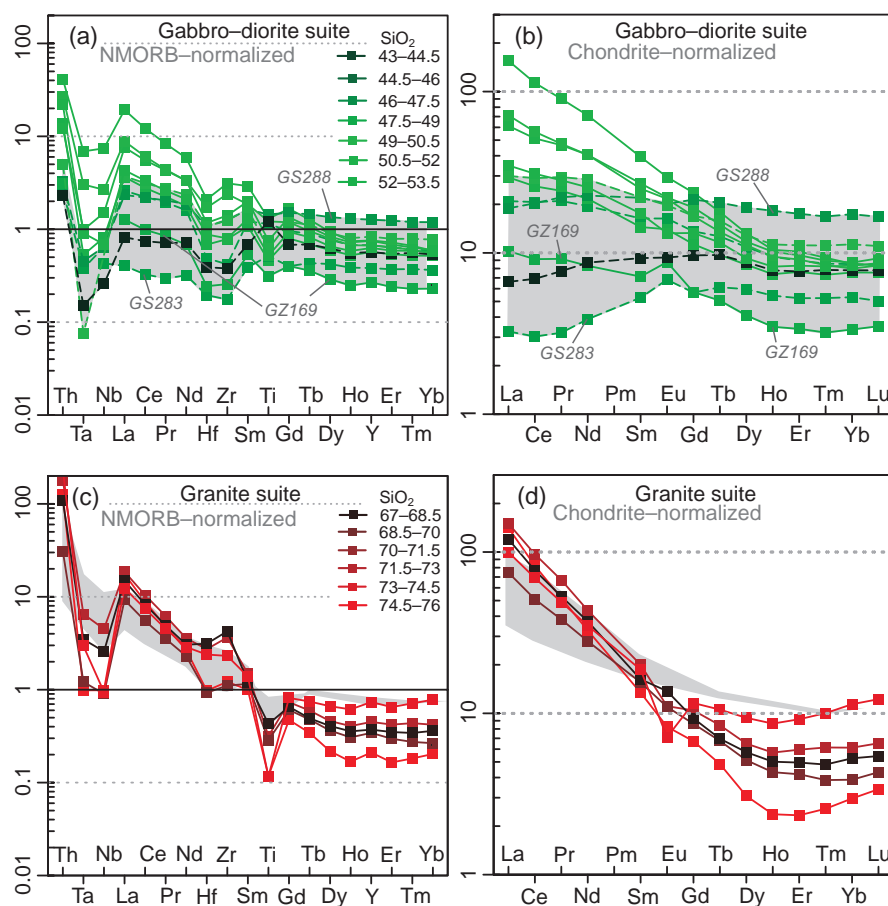 (a) Gabbro–diorite suite
NMORB–normalized
SiO2
43–44.5
44.5–46
46–47.5
47.5–49
49–50.5
50.5–52
52–53.5
GS288
GS283
GZ169
100
10
1
0.1
0.01
Th Nb Ce Nd Zr Ti Tb Ho Er Yb
Ta La Pr Hf Sm Gd Dy Y Tm
(b) Gabbro–diorite suite
Chondrite–normalized
GS288
GZ169
GS283
GZ169
100
10
1
La Pr Pm Eu Tb Ho Tm Lu
Ce Nd Sm Gd Dy Er Yb
(c) Granite suite
NMORB–normalized
SiO2
67–68.5
68.5–70
70–71.5
71.5–73
73–74.5
74.5–76
100
10
1
0.1
0.01
Th Nb Ce Nd Zr Ti Tb Ho Er Yb
Ta La Pr Hf Sm Gd Dy Y Tm
(d) Granite suite
Chondrite–normalized
100
10
1
La Pr Pm Eu Tb Ho Tm Lu
Ce Nd Sm Gd Dy Er Yb